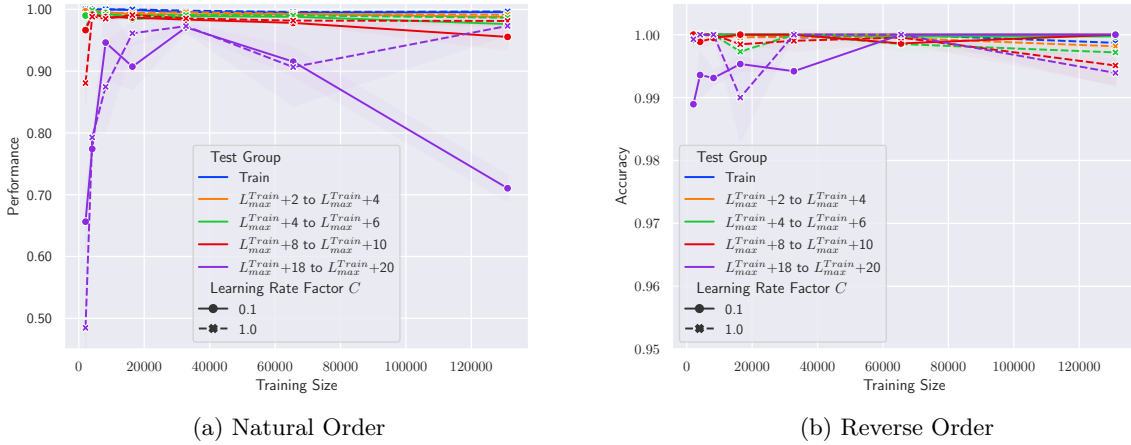 1.00
0.90
0.80
0.70
0.60
0.50
Performance
0 20000 40000 60000 80000 100000 120000
Training Size
Test Group
Train
L_{max}^{Train}+2 to L_{max}^{Train}+4
L_{max}^{Train}+4 to L_{max}^{Train}+6
L_{max}^{Train}+8 to L_{max}^{Train}+10
L_{max}^{Train}+18 to L_{max}^{Train}+20
Learning Rate Factor C
0.1
1.0
(a) Natural Order
1.00
0.99
0.98
0.97
0.96
0.95
Accuracy
0 20000 40000 60000 80000 100000 120000
Training Size
Test Group
Train
L_{max}^{Train}+2 to L_{max}^{Train}+4
L_{max}^{Train}+4 to L_{max}^{Train}+6
L_{max}^{Train}+8 to L_{max}^{Train}+10
L_{max}^{Train}+18 to L_{max}^{Train}+20
Learning Rate Factor C
0.1
1.0
(b) Reverse Order